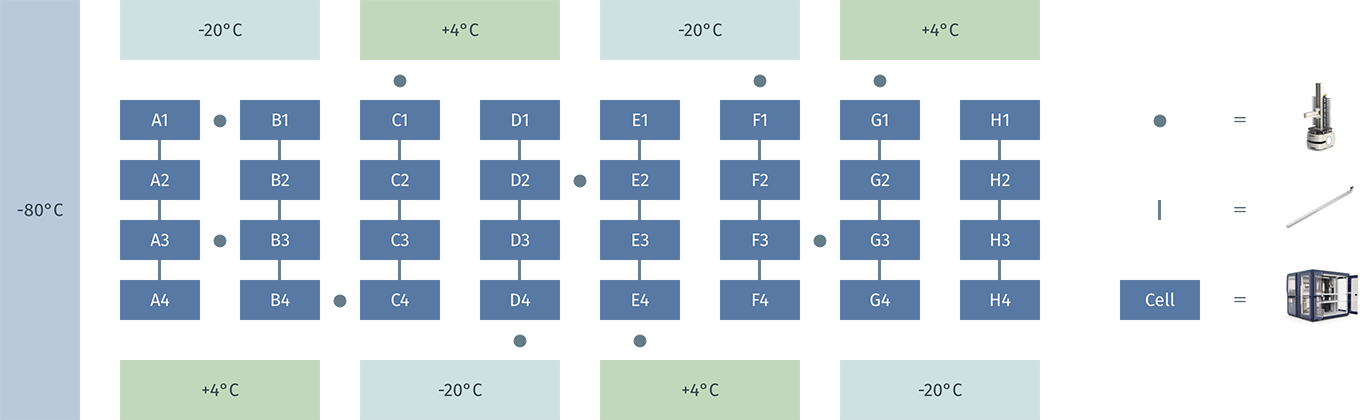 -20°C +4°C -20°C +4°C
A1 B1 C1 D1 E1 F1 G1 H1 =
A2 B2 C2 D2 E2 F2 G2 H2
-80°C =
A3 B3 C3 D3 E3 F3 G3 H3
A4 B4 C4 D4 E4 F4 G4 H4 Cell =
+4°C -20°C +4°C -20°C